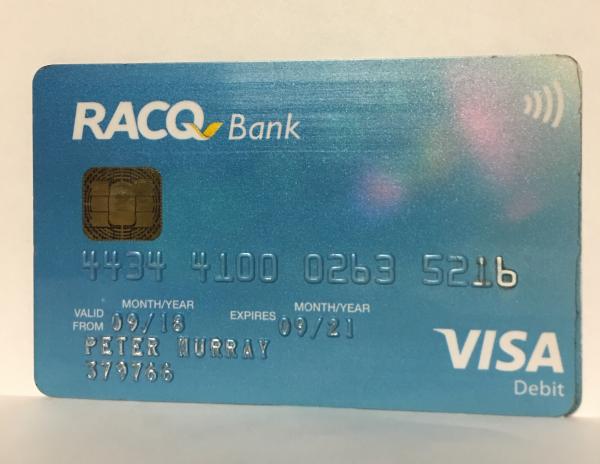 RACQ Bank
4434 4100 0263 5216
MONTH/YEAR MONTH/YEAR
VALID FROM 09/18 EXPIRES 09/21
PETER MURRAY
379766
VISA
Debit